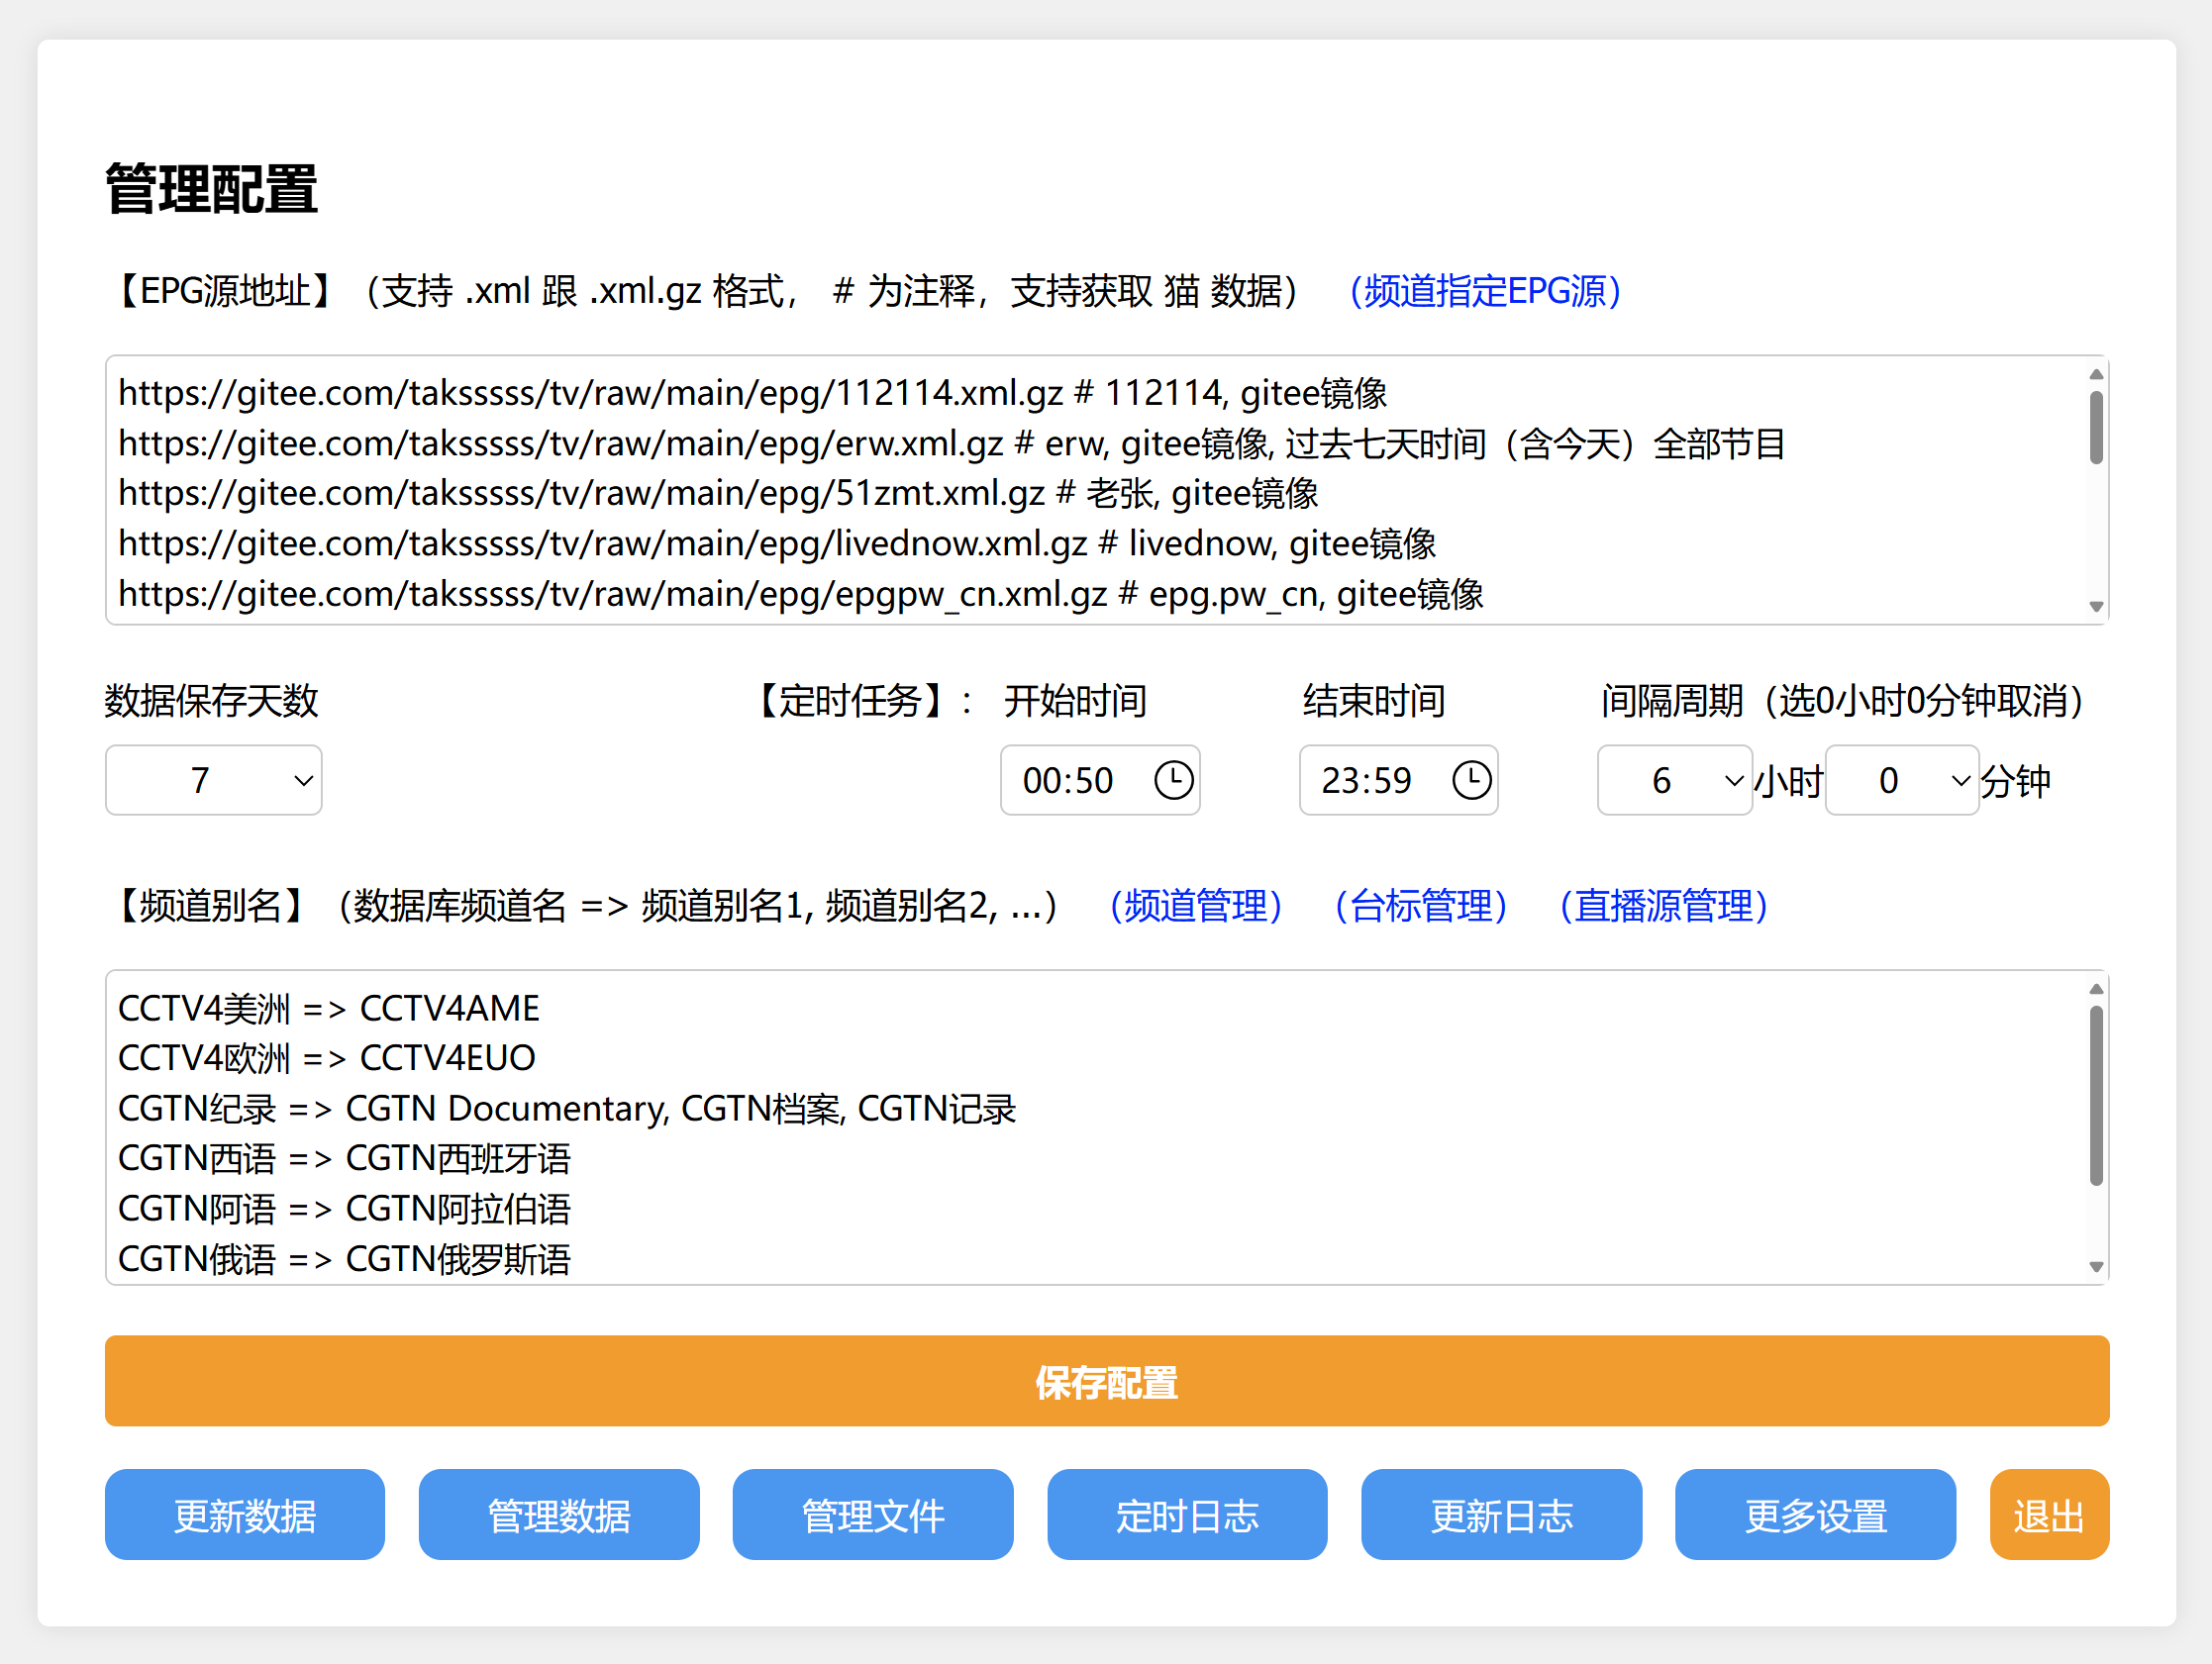 管理配置
【EPG源地址】（支持 .xml 跟 .xml.gz 格式， # 为注释，支持获取 猫 数据） （频道指定EPG源）
https://gitee.com/taksssss/tv/raw/main/epg/112114.xml.gz # 112114, gitee镜像
https://gitee.com/taksssss/tv/raw/main/epg/erw.xml.gz # erw, gitee镜像, 过去七天时间（含今天）全部节目
https://gitee.com/taksssss/tv/raw/main/epg/51zmt.xml.gz # 老张, gitee镜像
https://gitee.com/taksssss/tv/raw/main/epg/livednow.xml.gz # livednow, gitee镜像
https://gitee.com/taksssss/tv/raw/main/epg/epgpw_cn.xml.gz # epg.pw_cn, gitee镜像
数据保存天数 【定时任务】： 开始时间 结束时间 间隔周期（选0小时0分钟取消）
7 00:50 23:59 6 小时 0 分钟
【频道别名】（数据库频道名 => 频道别名1, 频道别名2, ...） （频道管理） （台标管理） （直播源管理）
CCTV4美洲 => CCTV4AME
CCTV4欧洲 => CCTV4EUO
CGTN纪录 => CGTN Documentary, CGTN档案, CGTN记录
CGTN西语 => CGTN西班牙语
CGTN阿语 => CGTN阿拉伯语
CGTN俄语 => CGTN俄罗斯语
保存配置
更新数据 管理数据 管理文件 定时日志 更新日志 更多设置 退出